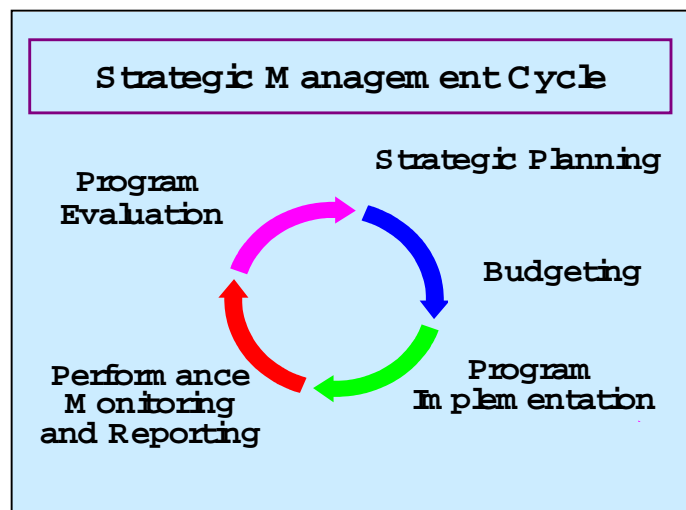 Strategic Management Cycle
Strategic Planning
Budgeting
Program
Implementation
Performance
Monitoring
and Reporting
Program
Evaluation